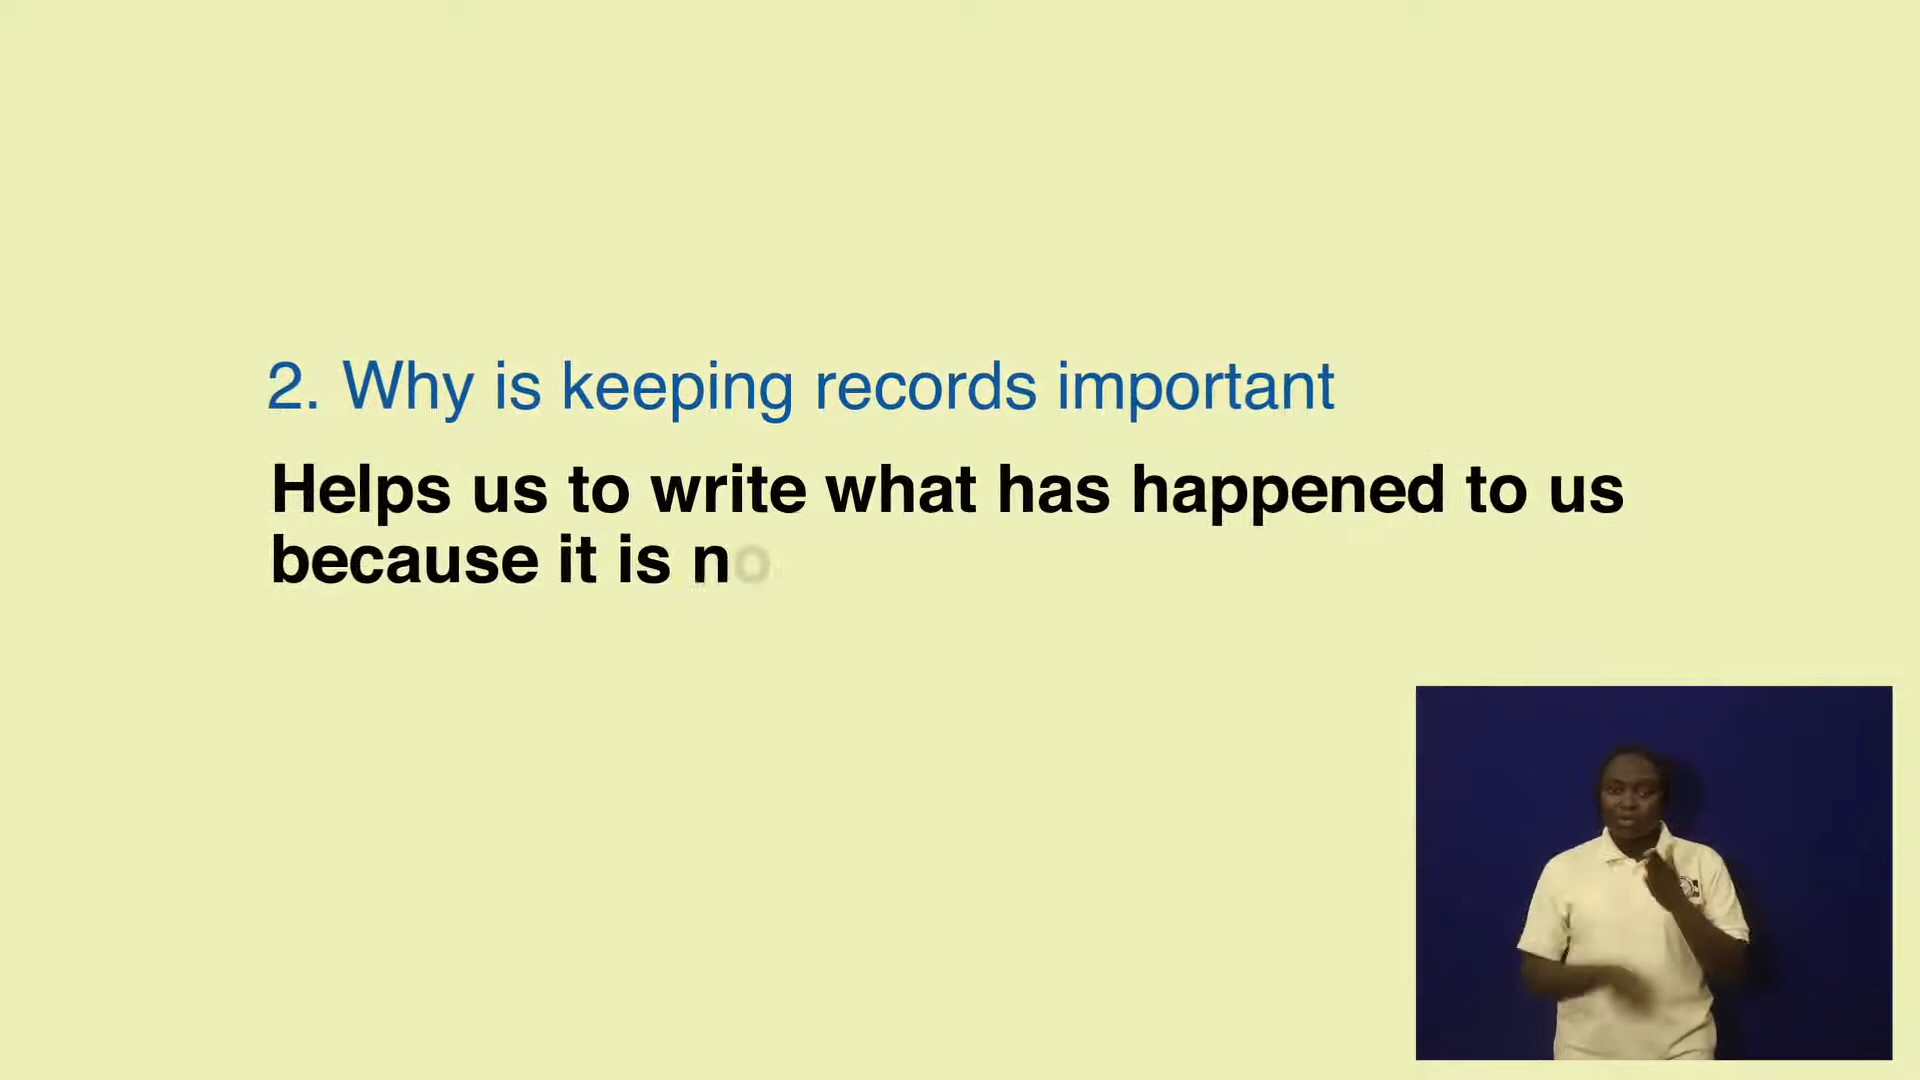 2. Why is keeping records important
Helps us to write what has happened to us
because it is no